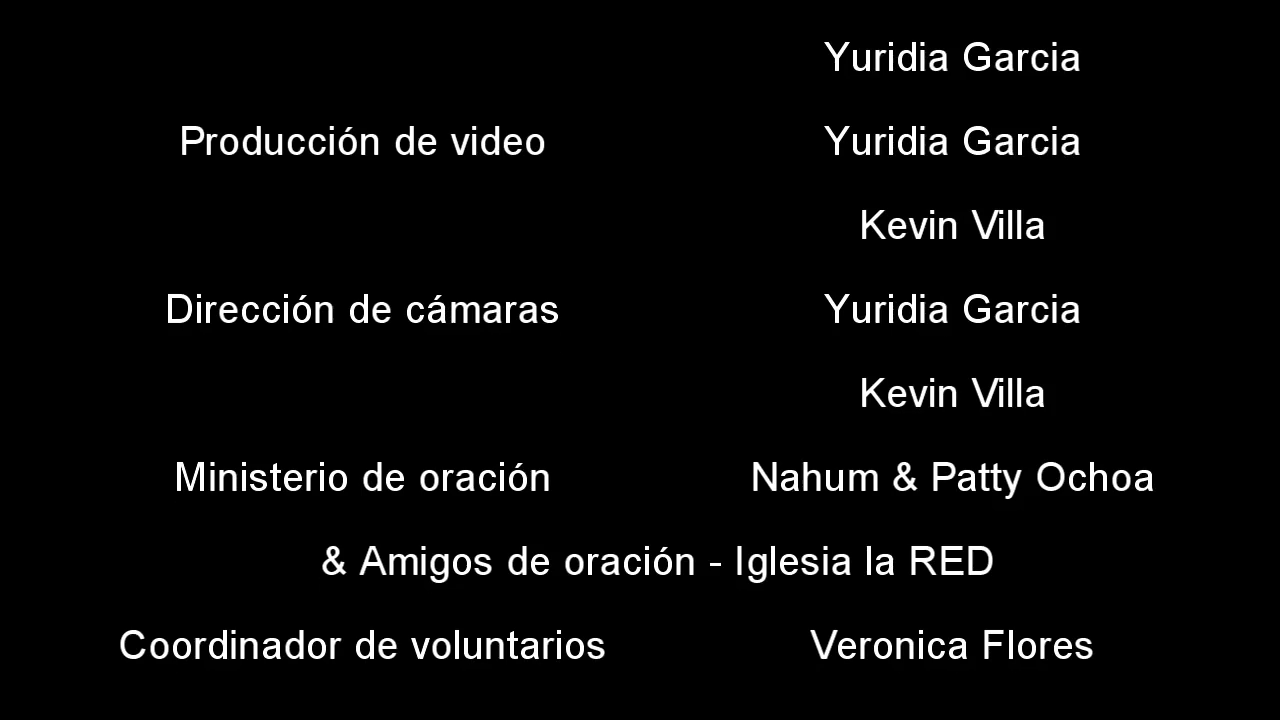 Yuridia Garcia
Producción de video Yuridia Garcia
Kevin Villa
Dirección de cámaras Yuridia Garcia
Kevin Villa
Ministerio de oración Nahum & Patty Ochoa
& Amigos de oración - Iglesia la RED
Coordinador de voluntarios Veronica Flores